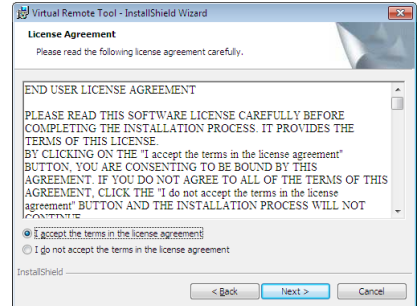 Virtual Remote Tool - InstallShield Wizard
License Agreement
Please read the following license agreement carefully.
END USER LICENSE AGREEMENT
PLEASE READ THIS SOFTWARE LICENSE CAREFULLY BEFORE
COMPLETING THE INSTALLATION PROCESS. IT PROVIDES THE
TERMS OF THIS LICENSE.
BY CLICKING ON THE "I accept the terms in the license agreement"
BUTTON, YOU ARE CONSENTING TO BE BOUND BY THIS
AGREEMENT. IF YOU DO NOT AGREE TO ALL OF THE TERMS OF THIS
AGREEMENT, CLICK THE "I do not accept the terms in the license
agreement" BUTTON AND THE INSTALLATION PROCESS WILL NOT
CONTINUE
I accept the terms in the license agreement
I do not accept the terms in the license agreement
InstallShield
< Back
Next >
Cancel